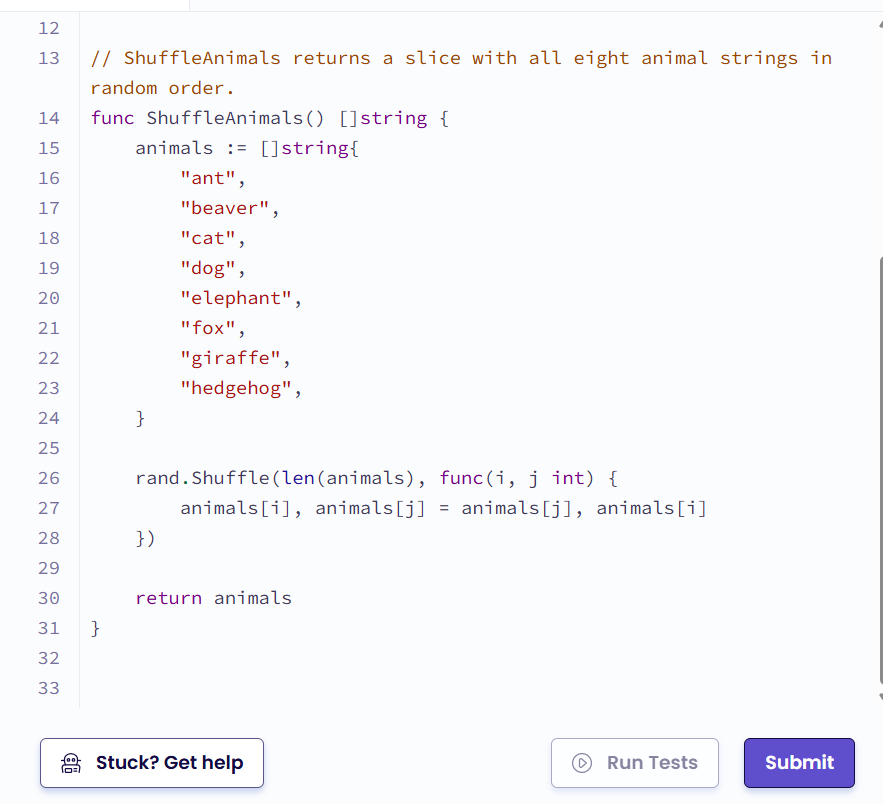 12
13 // ShuffleAnimals returns a slice with all eight animal strings in
random order.
14 func ShuffleAnimals() []string {
15     animals := []string{
16         "ant",
17         "beaver",
18         "cat",
19         "dog",
20         "elephant",
21         "fox",
22         "giraffe",
23         "hedgehog",
24     }
25
26     rand.Shuffle(len(animals), func(i, j int) {
27         animals[i], animals[j] = animals[j], animals[i]
28     })
29
30     return animals
31 }
32
33
Stuck? Get help Run Tests Submit